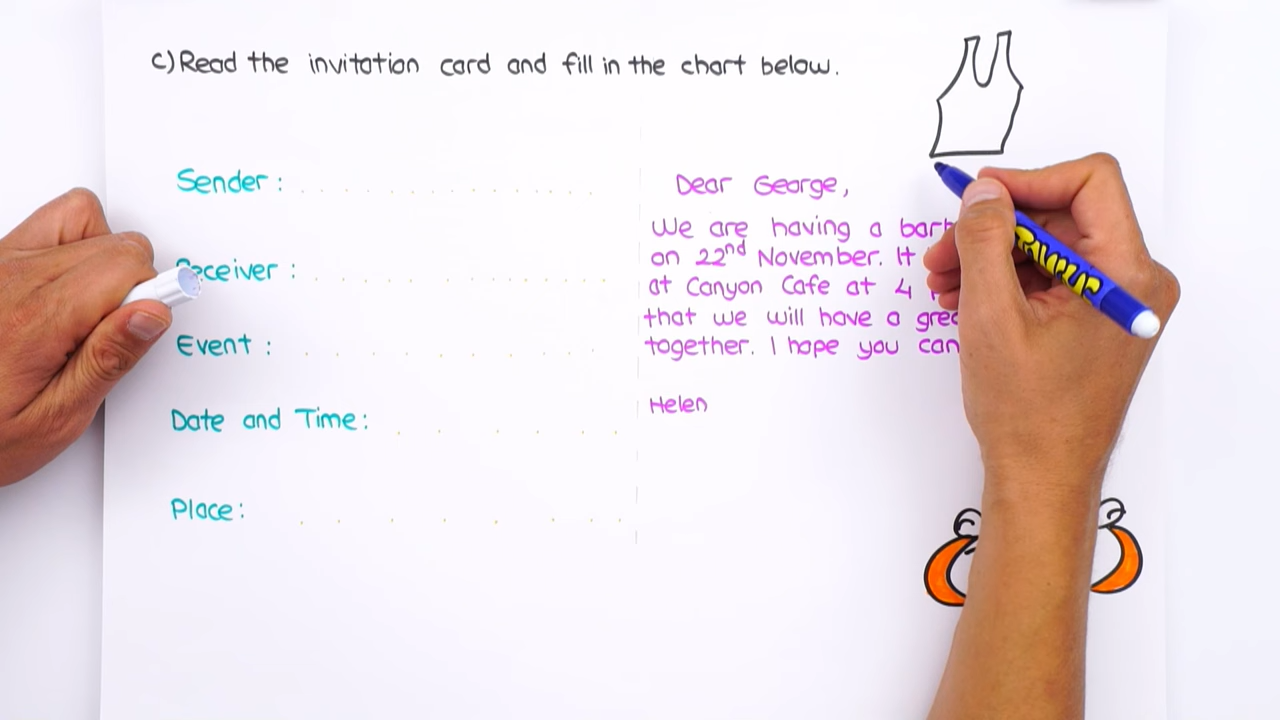 c) Read the invitation card and fill in the chart below.
Sender:
Receiver:
Event:
Date and Time:
Place:
Dear George,
We are having a
on 22nd November. It
at Canyon Cafe at 4
that we will have a
together. I hope you can
Helen